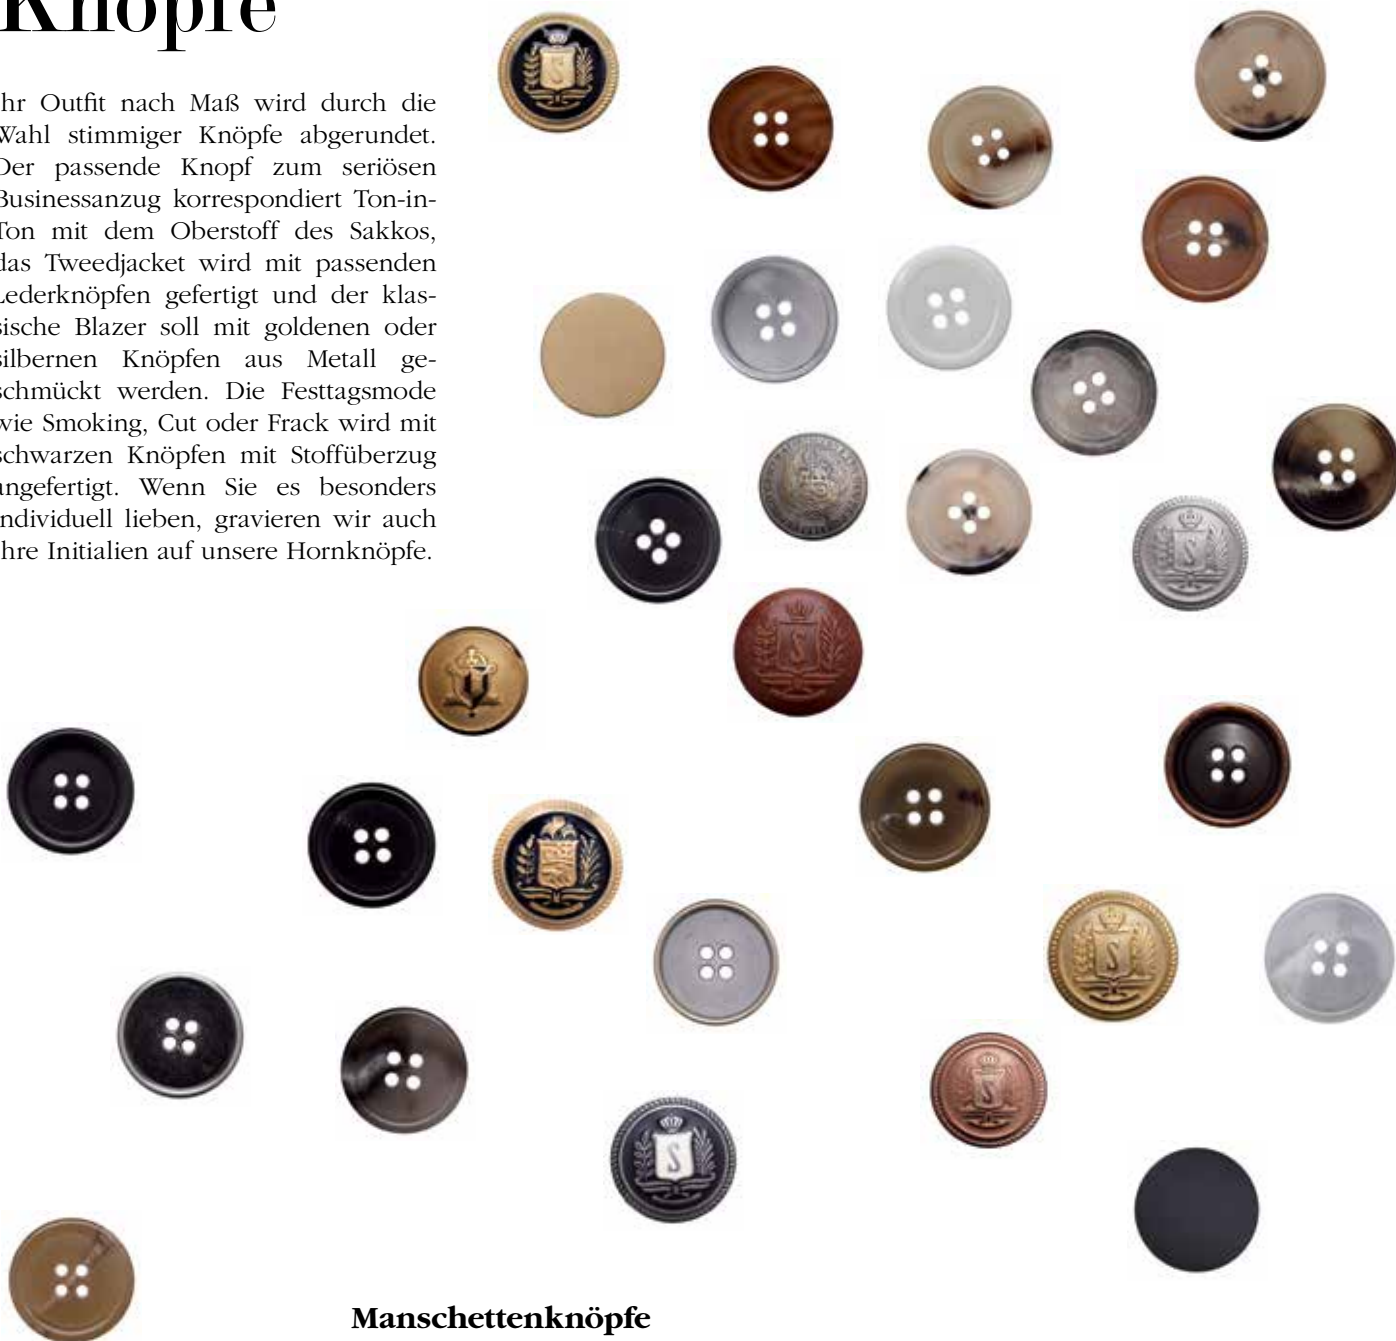 Knöpfe
hr Outfit nach Maß wird durch die
Wahl stimmiger Knöpfe abgerundet.
Der passende Knopf zum seriösen
Businessanzug korrespondiert Ton-in-
Ton mit dem Oberstoff des Sakkos,
das Tweedjacket wird mit passenden
Lederknöpfen gefertigt und der klas-
sische Blazer soll mit goldenen oder
silbernen Knöpfen aus Metall ge-
schmückt werden. Die Festtagsmode
wie Smoking, Cut oder Frack wird mit
schwarzen Knöpfen mit Stoffüberzug
angefertigt. Wenn Sie es besonders
individuell lieben, gravieren wir auch
Ihre Initialien auf unsere Hornknöpfe.
S
S
S
S
S
S
Manschettenknöpfe